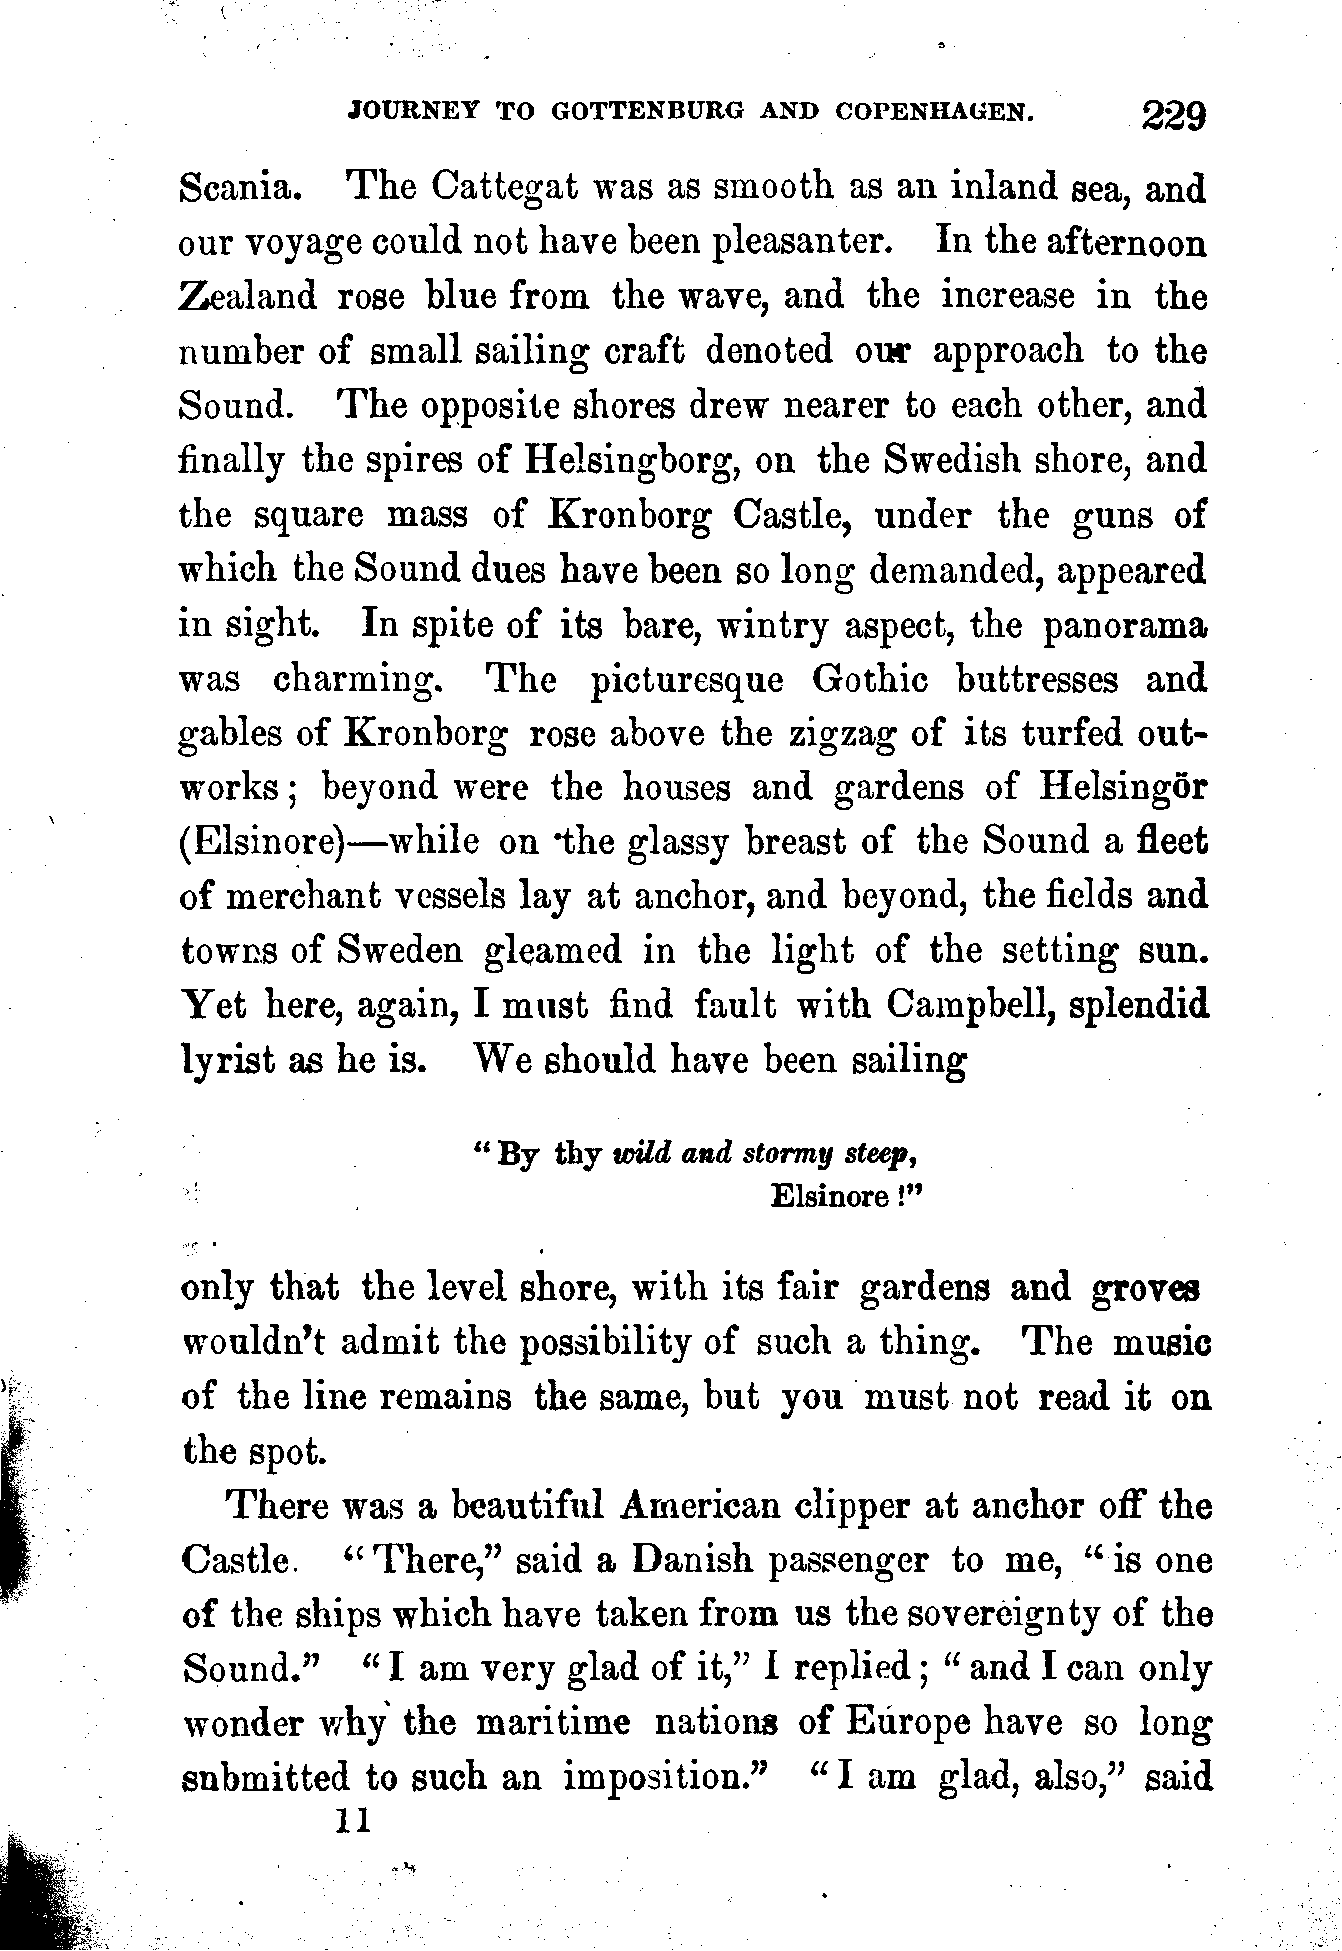 JOURNEY TO GOTTENBURG AND COPENHAGEN. 229
Scania. The Cattegat was as smooth as an inland sea, and
our voyage could not have been pleasanter. In the afternoon
Zealand rose blue from the wave, and the increase in the
number of small sailing craft denoted our approach to the
Sound. The opposite shores drew nearer to each other, and
finally the spires of Helsingborg, on the Swedish shore, and
the square mass of Kronborg Castle, under the guns of
which the Sound dues have been so long demanded, appeared
in sight. In spite of its bare, wintry aspect, the panorama
was charming. The picturesque Gothic buttresses and
gables of Kronborg rose above the zigzag of its turfed out-
works; beyond were the houses and gardens of Helsingör
(Elsinore)—while on the glassy breast of the Sound a fleet
of merchant vessels lay at anchor, and beyond, the fields and
towns of Sweden gleamed in the light of the setting sun.
Yet here, again, I must find fault with Campbell, splendid
lyrist as he is. We should have been sailing
"By thy wild and stormy steep,
Elsinore!"
only that the level shore, with its fair gardens and groves
wouldn't admit the possibility of such a thing. The music
of the line remains the same, but you must not read it on
the spot.
There was a beautiful American clipper at anchor off the
Castle. "There," said a Danish passenger to me, "is one
of the ships which have taken from us the sovereignty of the
Sound." "I am very glad of it," I replied; "and I can only
wonder why the maritime nations of Europe have so long
submitted to such an imposition." "I am glad, also," said
11